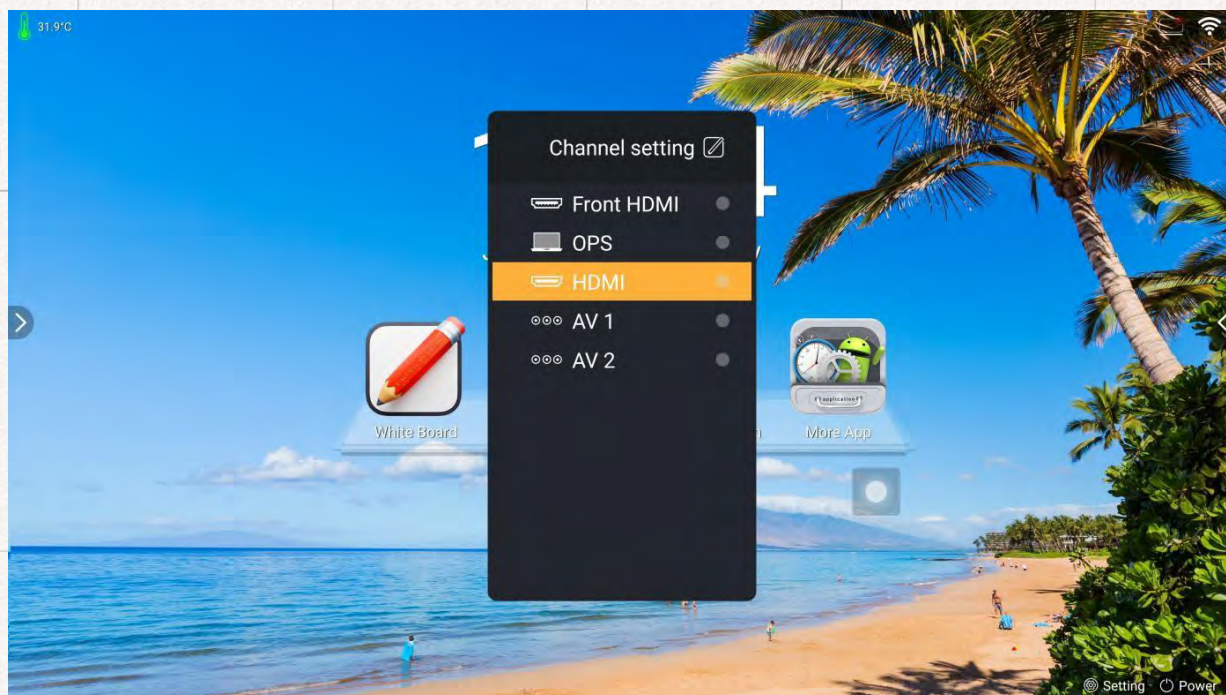 31.9°C
Channel setting
Front HDMI
OPS
HDMI
AV 1
AV 2
White Board
More App
Setting
Power